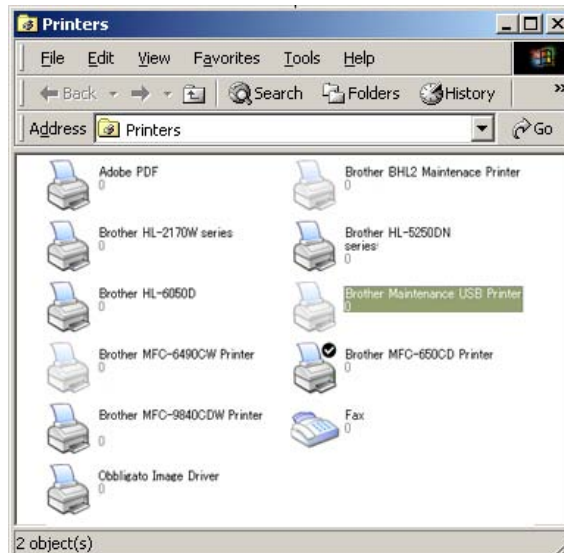 Printers
File Edit View Favorites Tools Help
Back Search Folders History »
Address Printers Go
Adobe PDF
0
Brother BHL2 Maintenace Printer
0
Brother HL-2170W series
0
Brother HL-5250DN
series
0
Brother HL-6050D
0
Brother Maintenance USB Printer
0
Brother MFC-6490CW Printer
0
Brother MFC-650CD Printer
0
Brother MFC-9840CDW Printer
0
Fax
0
Obbligato Image Driver
0
2 object(s)